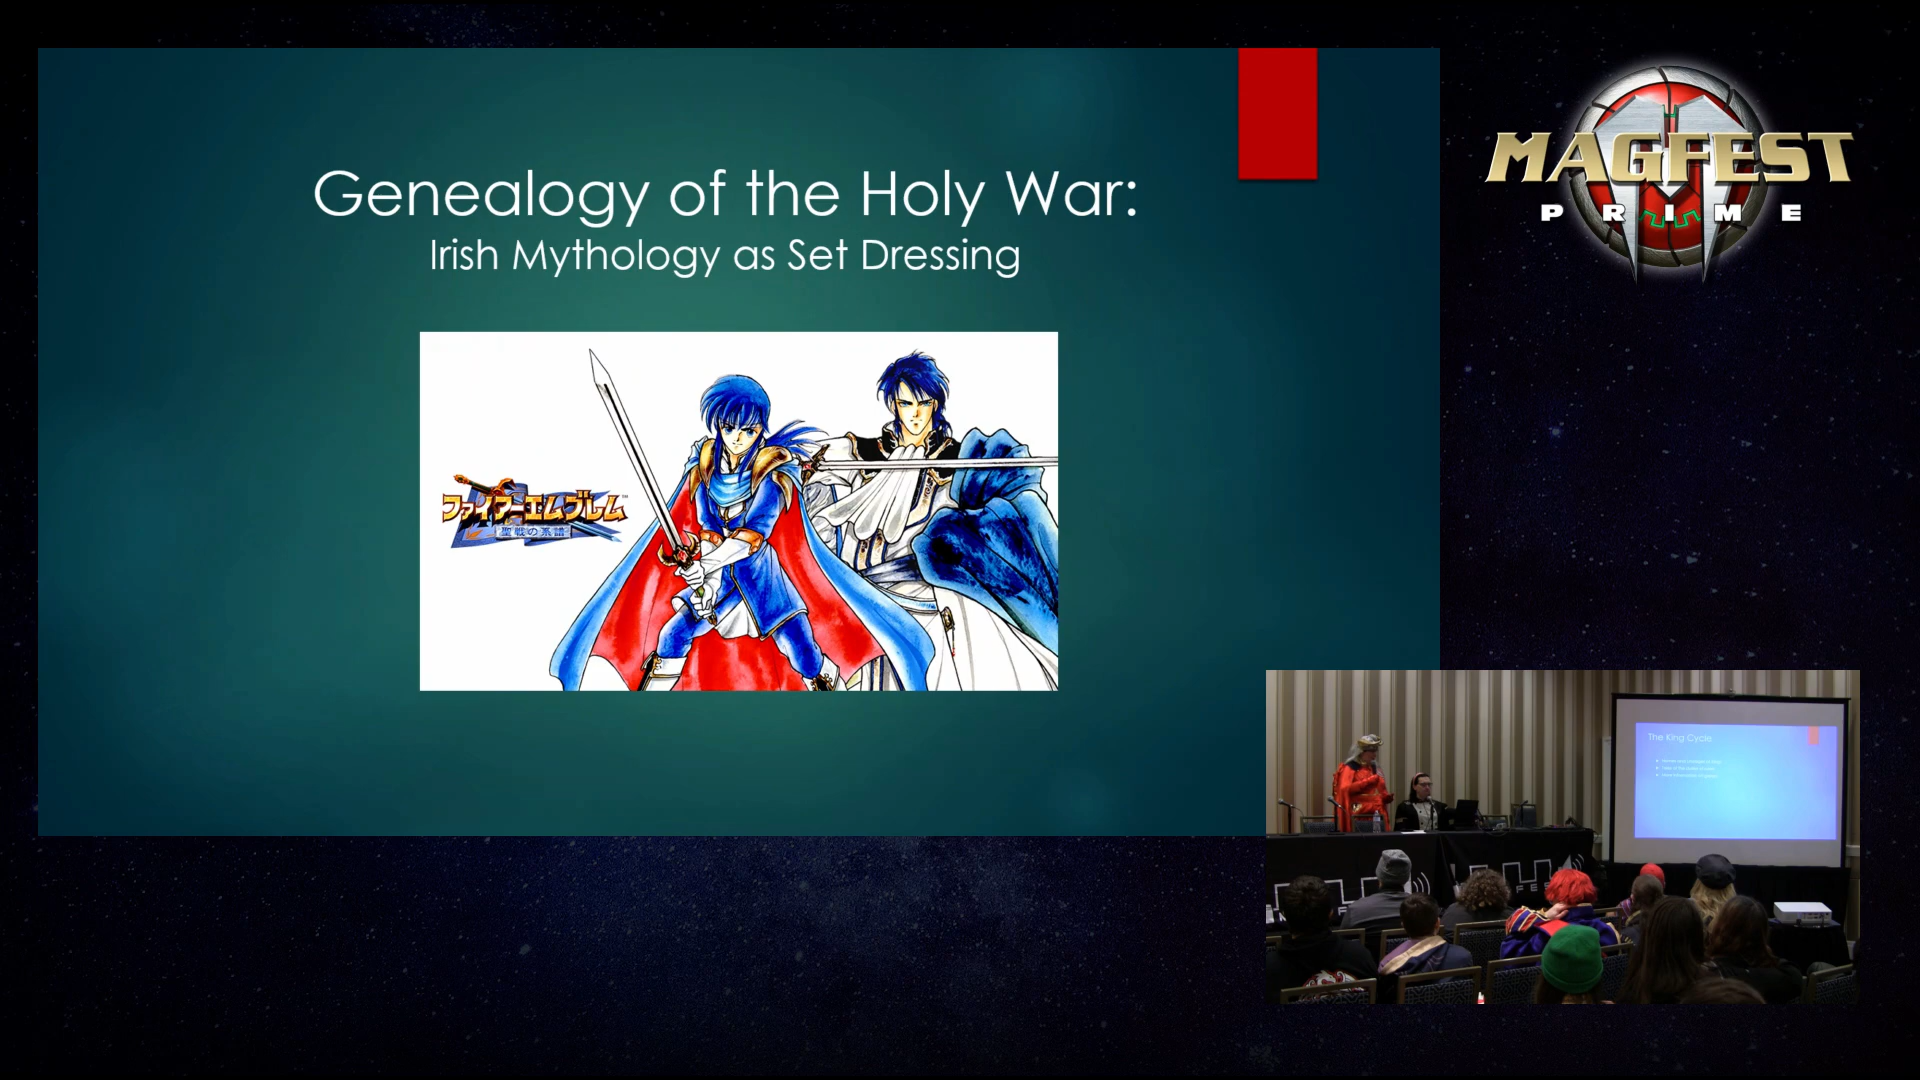 Genealogy of the Holy War:
Irish Mythology as Set Dressing
ファイアーエムブレム
聖戦の系譜
MAGFEST
PRIME
The King Cycle